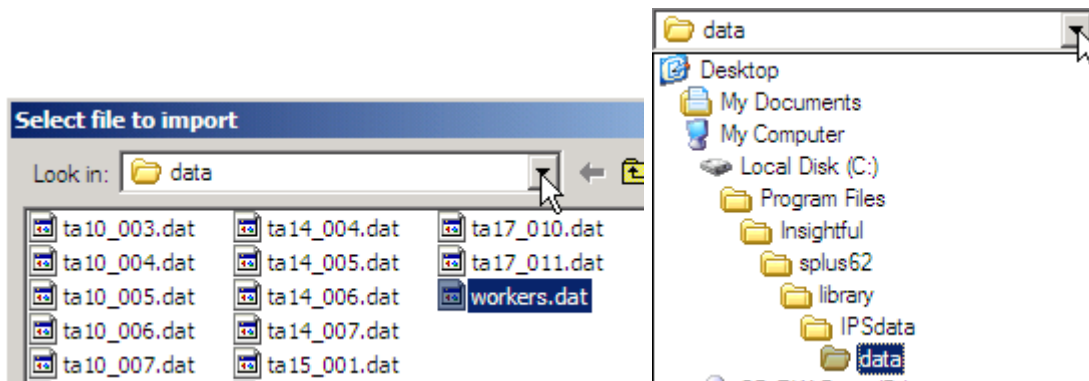 Select file to import
Look in: data
ta10_003.dat ta14_004.dat ta17_010.dat
ta10_004.dat ta14_005.dat ta17_011.dat
ta10_005.dat ta14_006.dat workers.dat
ta10_006.dat ta14_007.dat
ta10_007.dat ta15_001.dat
data
Desktop
My Documents
My Computer
Local Disk (C:)
Program Files
Insightful
splus62
library
IPSdata
data